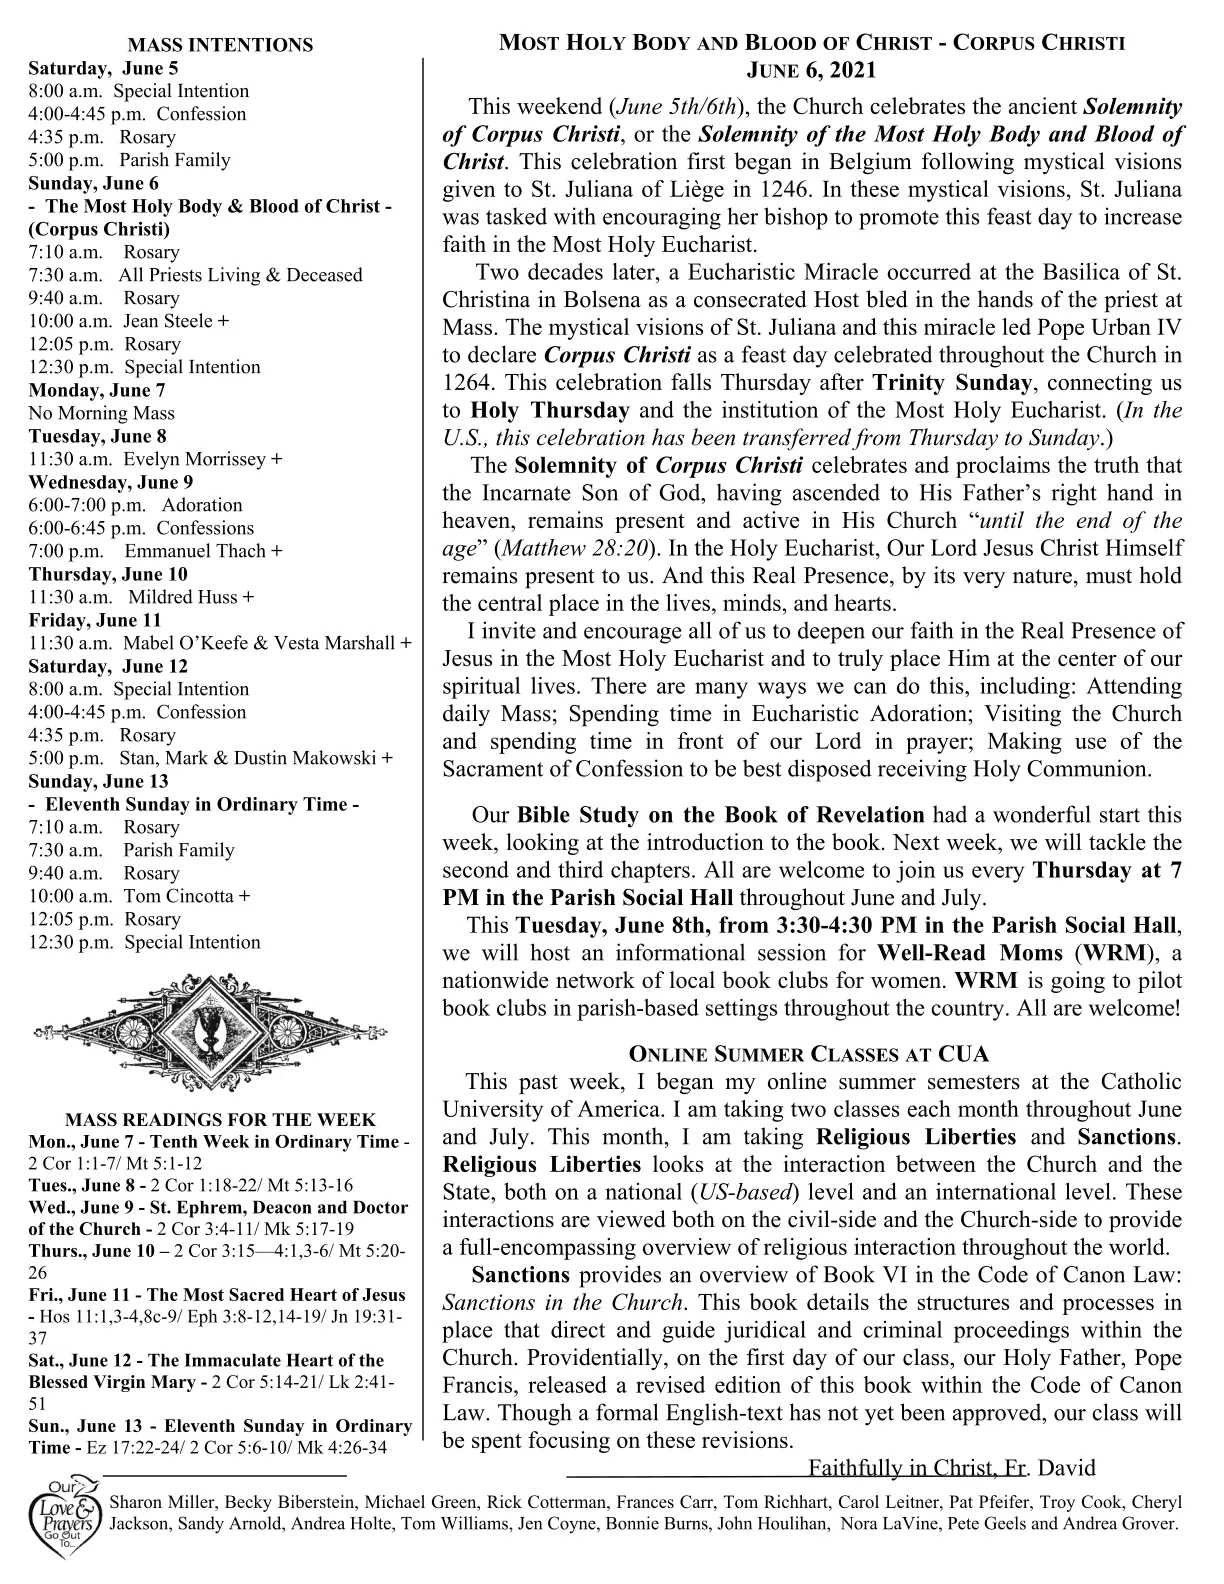 MASS INTENTIONS
Saturday,  June 5
8:00 a.m.  Special Intention
4:00-4:45 p.m.  Confession
4:35 p.m.   Rosary
5:00 p.m.   Parish Family
Sunday, June 6
-  The Most Holy Body & Blood of Christ -
(Corpus Christi)
7:10 a.m.    Rosary
7:30 a.m.   All Priests Living & Deceased
9:40 a.m.    Rosary
10:00 a.m.  Jean Steele +
12:05 p.m.  Rosary
12:30 p.m.  Special Intention
Monday, June 7
No Morning Mass
Tuesday, June 8
11:30 a.m.  Evelyn Morrissey +
Wednesday, June 9
6:00-7:00 p.m.   Adoration
6:00-6:45 p.m.  Confessions
7:00 p.m.    Emmanuel Thach +
Thursday, June 10
11:30 a.m.   Mildred Huss +
Friday, June 11
11:30 a.m.  Mabel O’Keefe & Vesta Marshall +
Saturday,  June 12
8:00 a.m.  Special Intention
4:00-4:45 p.m.  Confession
4:35 p.m.   Rosary
5:00 p.m.   Stan, Mark & Dustin Makowski +
Sunday, June 13
-  Eleventh Sunday in Ordinary Time -
7:10 a.m.    Rosary
7:30 a.m.    Parish Family
9:40 a.m.    Rosary
10:00 a.m.  Tom Cincotta +
12:05 p.m.  Rosary
12:30 p.m.  Special Intention
MASS READINGS FOR THE WEEK
Mon., June 7 - Tenth Week in Ordinary Time -
2 Cor 1:1-7/ Mt 5:1-12
Tues., June 8 - 2 Cor 1:18-22/ Mt 5:13-16
Wed., June 9 - St. Ephrem, Deacon and Doctor
of the Church - 2 Cor 3:4-11/ Mk 5:17-19
Thurs., June 10 – 2 Cor 3:15—4:1,3-6/ Mt 5:20-
26
Fri., June 11 - The Most Sacred Heart of Jesus
- Hos 11:1,3-4,8c-9/ Eph 3:8-12,14-19/ Jn 19:31-
37
Sat., June 12 - The Immaculate Heart of the
Blessed Virgin Mary - 2 Cor 5:14-21/ Lk 2:41-
51
Sun., June 13 - Eleventh Sunday in Ordinary
Time - Ez 17:22-24/ 2 Cor 5:6-10/ Mk 4:26-34
MOST HOLY BODY AND BLOOD OF CHRIST - CORPUS CHRISTI
JUNE 6, 2021
This weekend (June 5th/6th), the Church celebrates the ancient Solemnity
of Corpus Christi, or the Solemnity of the Most Holy Body and Blood of
Christ. This celebration first began in Belgium following mystical visions
given to St. Juliana of Liège in 1246. In these mystical visions, St. Juliana
was tasked with encouraging her bishop to promote this feast day to increase
faith in the Most Holy Eucharist.
Two decades later, a Eucharistic Miracle occurred at the Basilica of St.
Christina in Bolsena as a consecrated Host bled in the hands of the priest at
Mass. The mystical visions of St. Juliana and this miracle led Pope Urban IV
to declare Corpus Christi as a feast day celebrated throughout the Church in
1264. This celebration falls Thursday after Trinity Sunday, connecting us
to Holy Thursday and the institution of the Most Holy Eucharist. (In the
U.S., this celebration has been transferred from Thursday to Sunday.)
The Solemnity of Corpus Christi celebrates and proclaims the truth that
the Incarnate Son of God, having ascended to His Father’s right hand in
heaven, remains present and active in His Church “until the end of the
age” (Matthew 28:20). In the Holy Eucharist, Our Lord Jesus Christ Himself
remains present to us. And this Real Presence, by its very nature, must hold
the central place in the lives, minds, and hearts.
I invite and encourage all of us to deepen our faith in the Real Presence of
Jesus in the Most Holy Eucharist and to truly place Him at the center of our
spiritual lives. There are many ways we can do this, including: Attending
daily Mass; Spending time in Eucharistic Adoration; Visiting the Church
and spending time in front of our Lord in prayer; Making use of the
Sacrament of Confession to be best disposed receiving Holy Communion.
Our Bible Study on the Book of Revelation had a wonderful start this
week, looking at the introduction to the book. Next week, we will tackle the
second and third chapters. All are welcome to join us every Thursday at 7
PM in the Parish Social Hall throughout June and July.
This Tuesday, June 8th, from 3:30-4:30 PM in the Parish Social Hall,
we will host an informational session for Well-Read Moms (WRM), a
nationwide network of local book clubs for women. WRM is going to pilot
book clubs in parish-based settings throughout the country. All are welcome!
ONLINE SUMMER CLASSES AT CUA
This past week, I began my online summer semesters at the Catholic
University of America. I am taking two classes each month throughout June
and July. This month, I am taking Religious Liberties and Sanctions.
Religious Liberties looks at the interaction between the Church and the
State, both on a national (US-based) level and an international level. These
interactions are viewed both on the civil-side and the Church-side to provide
a full-encompassing overview of religious interaction throughout the world.
Sanctions provides an overview of Book VI in the Code of Canon Law:
Sanctions in the Church. This book details the structures and processes in
place that direct and guide juridical and criminal proceedings within the
Church. Providentially, on the first day of our class, our Holy Father, Pope
Francis, released a revised edition of this book within the Code of Canon
Law. Though a formal English-text has not yet been approved, our class will
be spent focusing on these revisions.
Faithfully in Christ, Fr. David
Our
Love &
Prayers
Go Out
To...
Sharon Miller, Becky Biberstein, Michael Green, Rick Cotterman, Frances Carr, Tom Richhart, Carol Leitner, Pat Pfeifer, Troy Cook, Cheryl
Jackson, Sandy Arnold, Andrea Holte, Tom Williams, Jen Coyne, Bonnie Burns, John Houlihan,  Nora LaVine, Pete Geels and Andrea Grover.